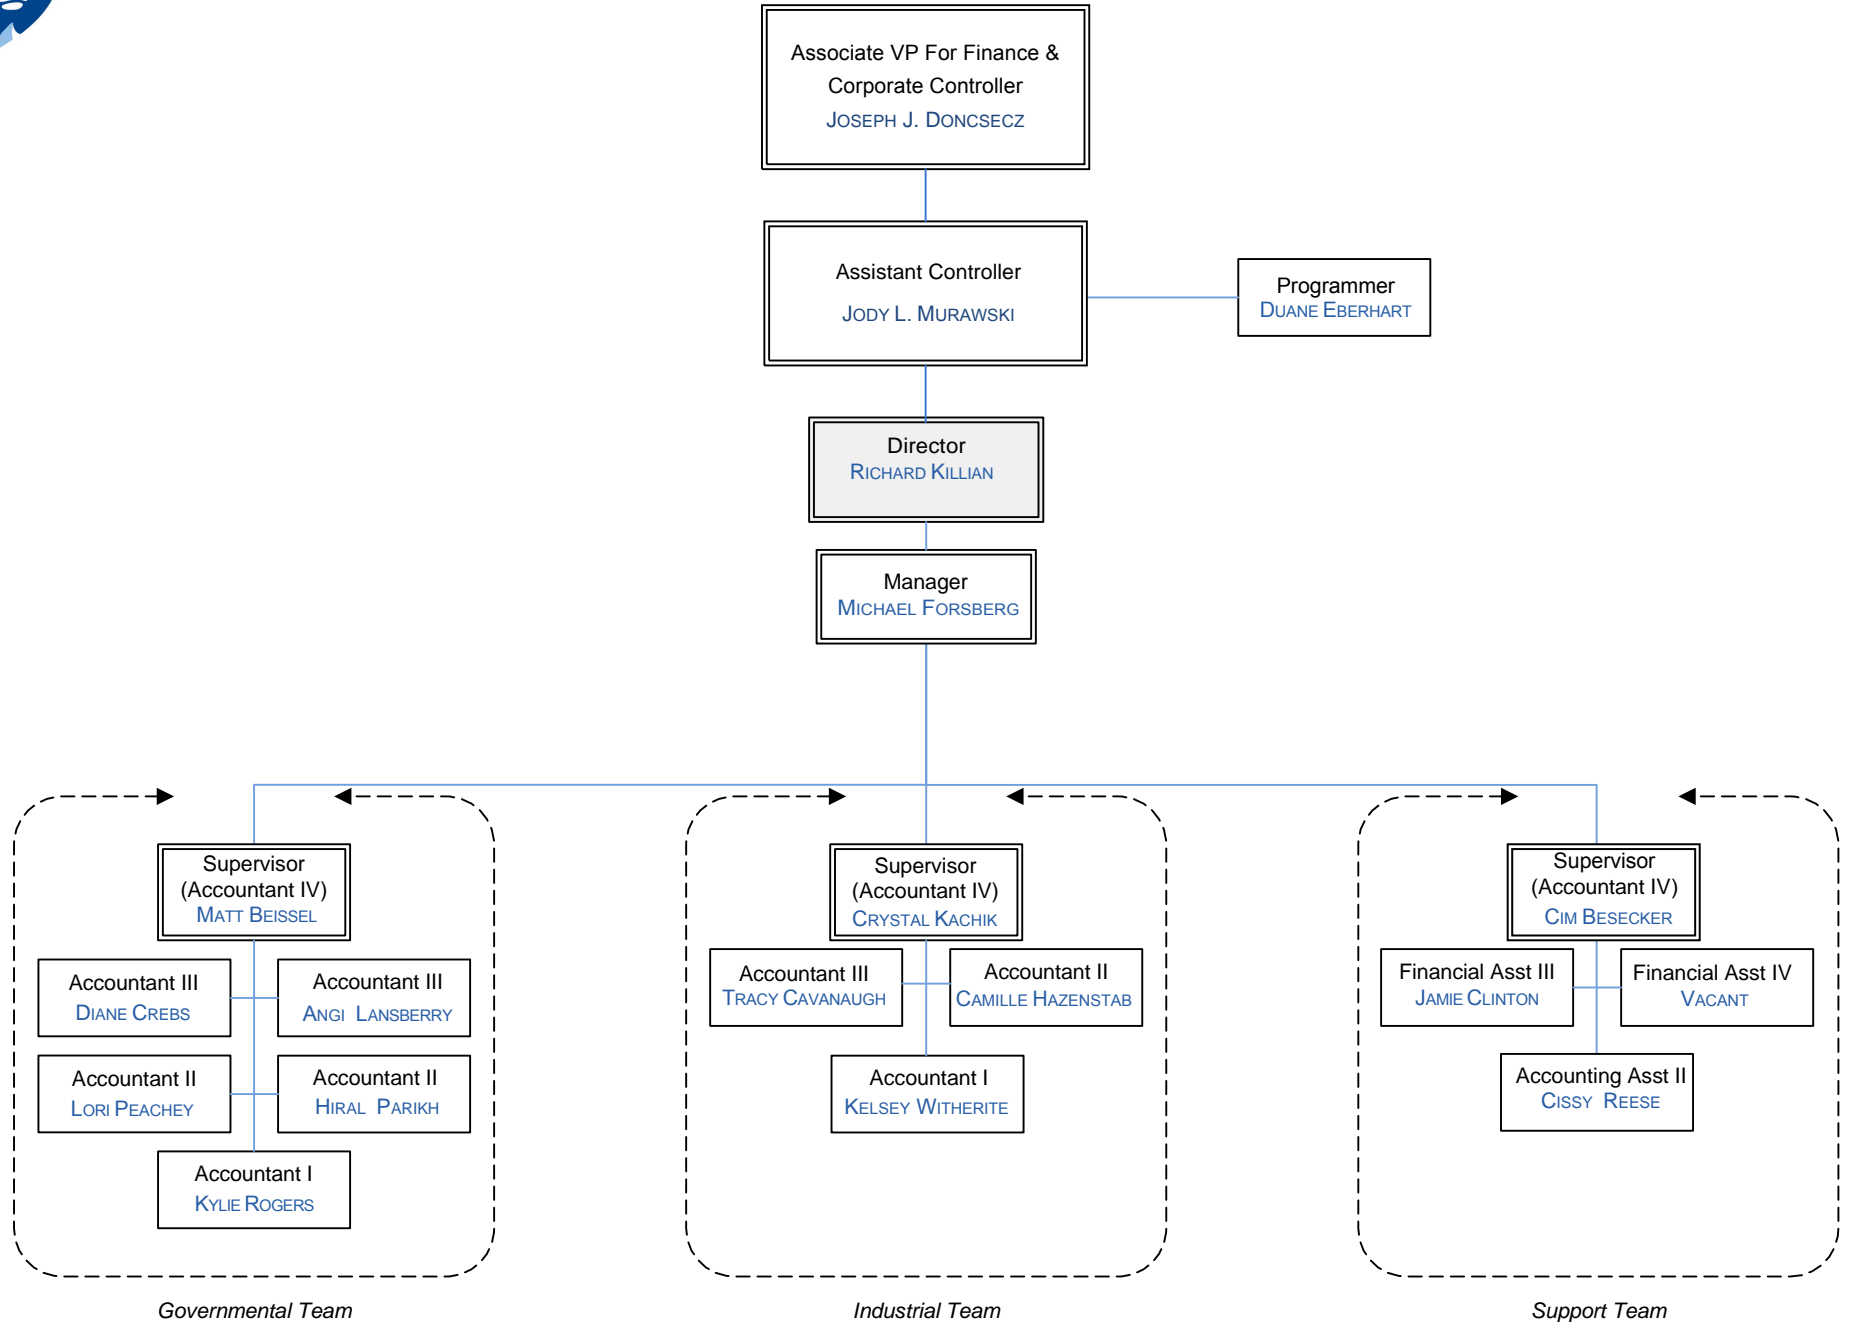 Associate VP For Finance &
Corporate Controller
JOSEPH J. DONCSECZ
Assistant Controller
JODY L. MURAWSKI
Programmer
DUANE EBERHART
Director
RICHARD KILLIAN
Manager
MICHAEL FORSBERG
Supervisor
(Accountant IV)
MATT BEISSEL
Accountant III
DIANE CREBS
Accountant III
ANGI LANSBERRY
Accountant II
LORI PEACHEY
Accountant II
HIRAL PARIKH
Accountant I
KYLIE ROGERS
Governmental Team
Supervisor
(Accountant IV)
CRYSTAL KACHIK
Accountant III
TRACY CAVANAUGH
Accountant II
CAMILLE HAZENSTAB
Accountant I
KELSEY WITHERITE
Industrial Team
Supervisor
(Accountant IV)
CIM BESECKER
Financial Asst III
JAMIE CLINTON
Financial Asst IV
VACANT
Accounting Asst II
CISSY REESE
Support Team